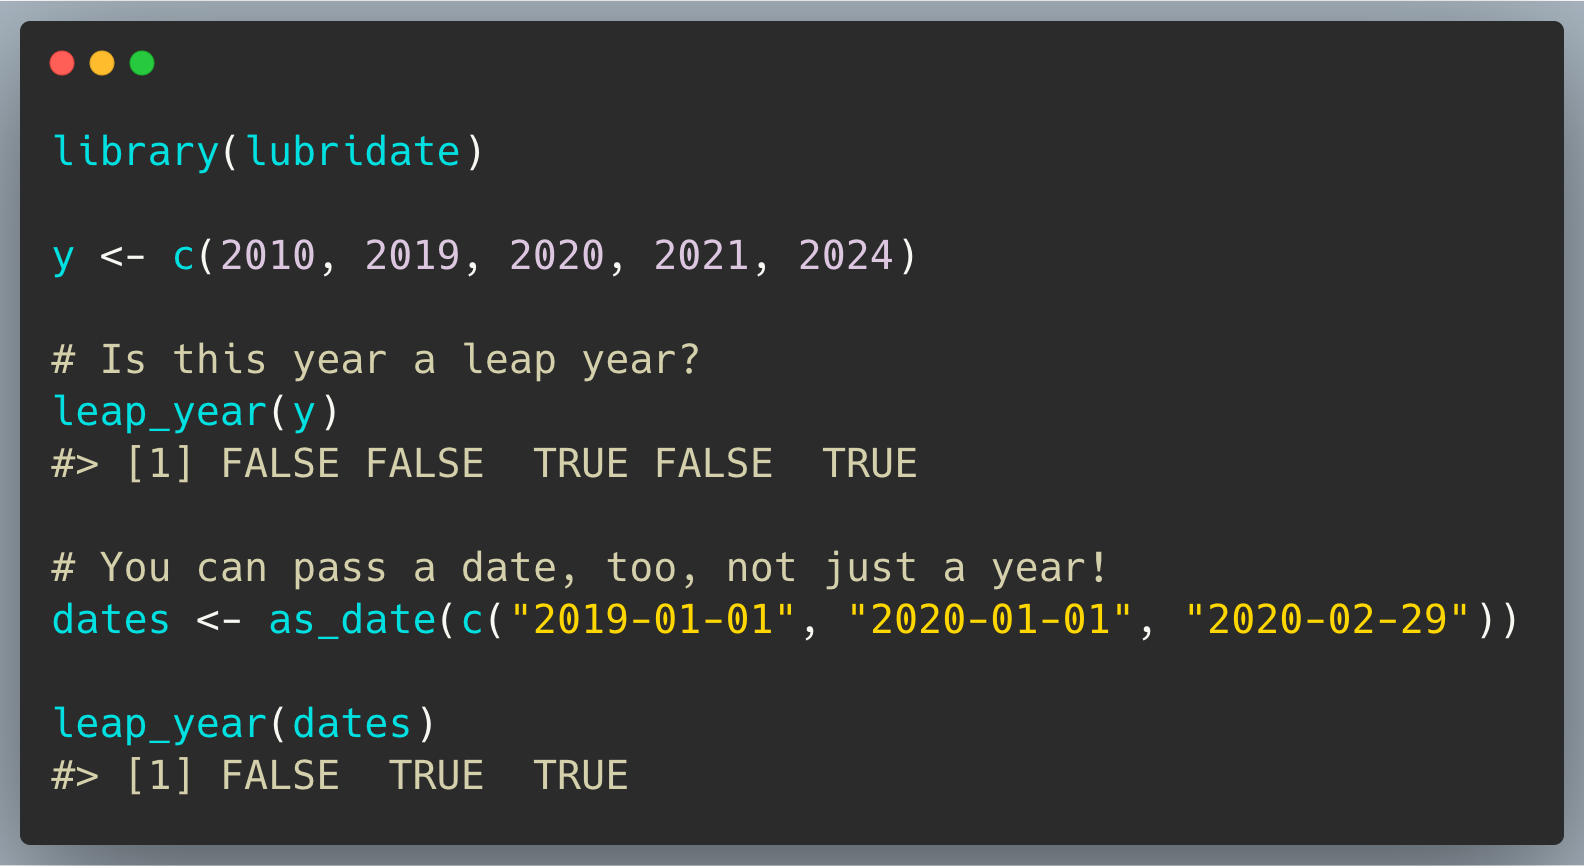 library(lubridate)
y <- c(2010, 2019, 2020, 2021, 2024)
# Is this year a leap year?
leap_year(y)
#> [1] FALSE FALSE  TRUE FALSE  TRUE
# You can pass a date, too, not just a year!
dates <- as_date(c("2019-01-01", "2020-01-01", "2020-02-29"))
leap_year(dates)
#> [1] FALSE  TRUE  TRUE